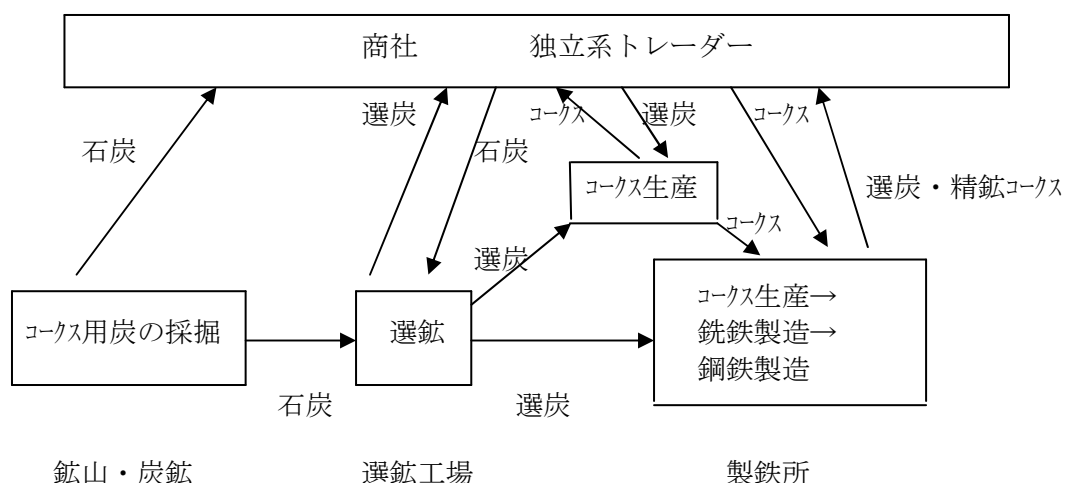 商社 独立系トレーダー
選炭
石炭
コークス
選炭
コークス
石炭
コークス生産
選炭・精鉱コークス
コークス
選炭
コークス用炭の採掘
選鉱
コークス生産→
銑鉄製造→
鋼鉄製造
石炭
選炭
鉱山・炭鉱
選鉱工場
製鉄所